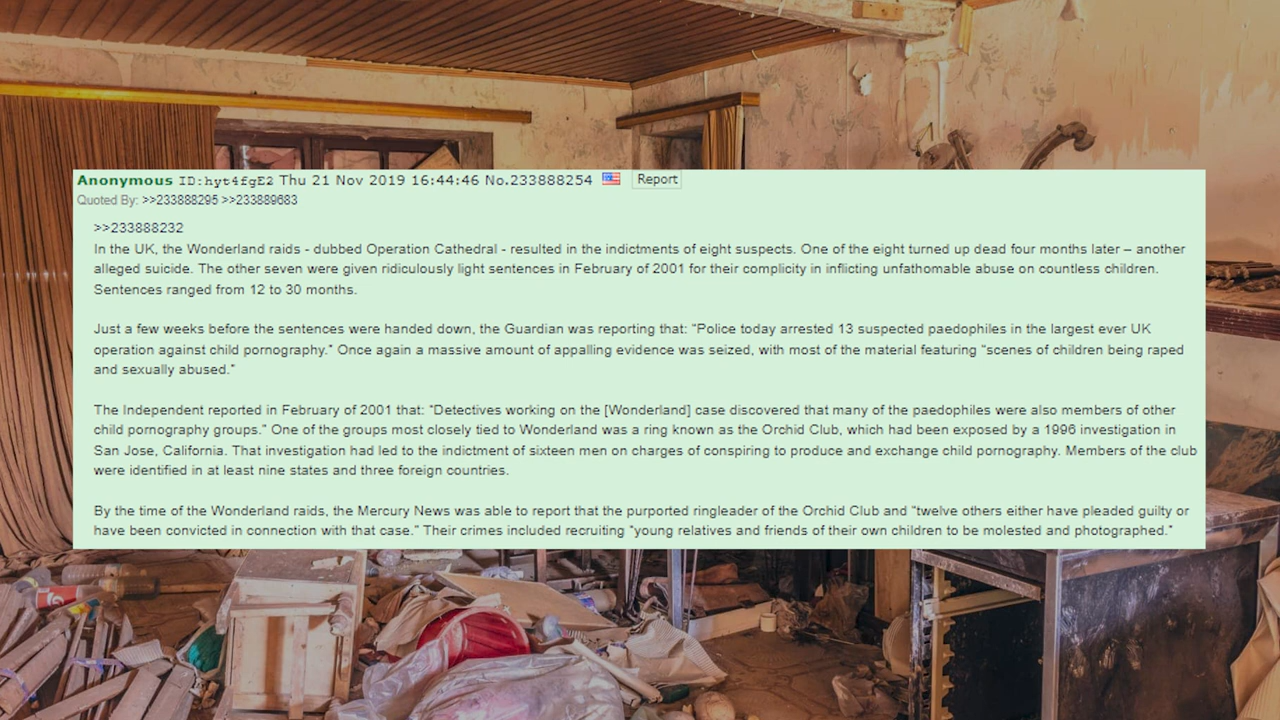 Anonymous ID:hyt4fgE2 Thu 21 Nov 2019 16:44:46 No.233888254 Report
Quoted By: >>233888295 >>233889683
>>233888232
In the UK, the Wonderland raids - dubbed Operation Cathedral - resulted in the indictments of eight suspects. One of the eight turned up dead four months later – another
alleged suicide. The other seven were given ridiculously light sentences in February of 2001 for their complicity in inflicting unfathomable abuse on countless children.
Sentences ranged from 12 to 30 months.
Just a few weeks before the sentences were handed down, the Guardian was reporting that: “Police today arrested 13 suspected paedophiles in the largest ever UK
operation against child pornography.” Once again a massive amount of appalling evidence was seized, with most of the material featuring “scenes of children being raped
and sexually abused.”
The Independent reported in February of 2001 that: “Detectives working on the [Wonderland] case discovered that many of the paedophiles were also members of other
child pornography groups.” One of the groups most closely tied to Wonderland was a ring known as the Orchid Club, which had been exposed by a 1996 investigation in
San Jose, California. That investigation had led to the indictment of sixteen men on charges of conspiring to produce and exchange child pornography. Members of the club
were identified in at least nine states and three foreign countries.
By the time of the Wonderland raids, the Mercury News was able to report that the purported ringleader of the Orchid Club and “twelve others either have pleaded guilty or
have been convicted in connection with that case.” Their crimes included recruiting “young relatives and friends of their own children to be molested and photographed.”